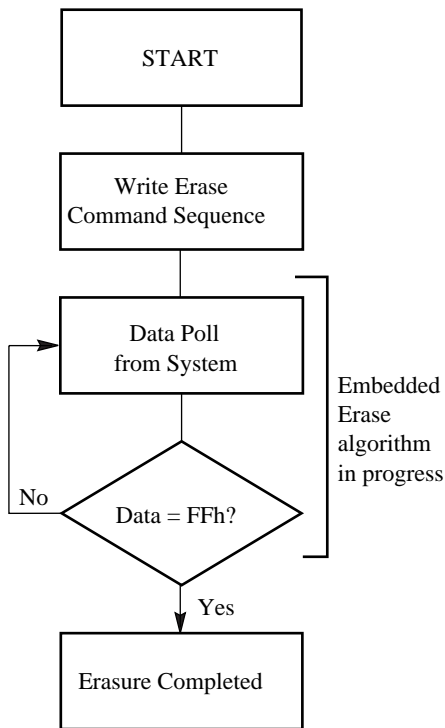 START
Write Erase
Command Sequence
Data Poll
from System
Embedded
Erase
algorithm
in progress
No
Data = FFh?
Yes
Erasure Completed